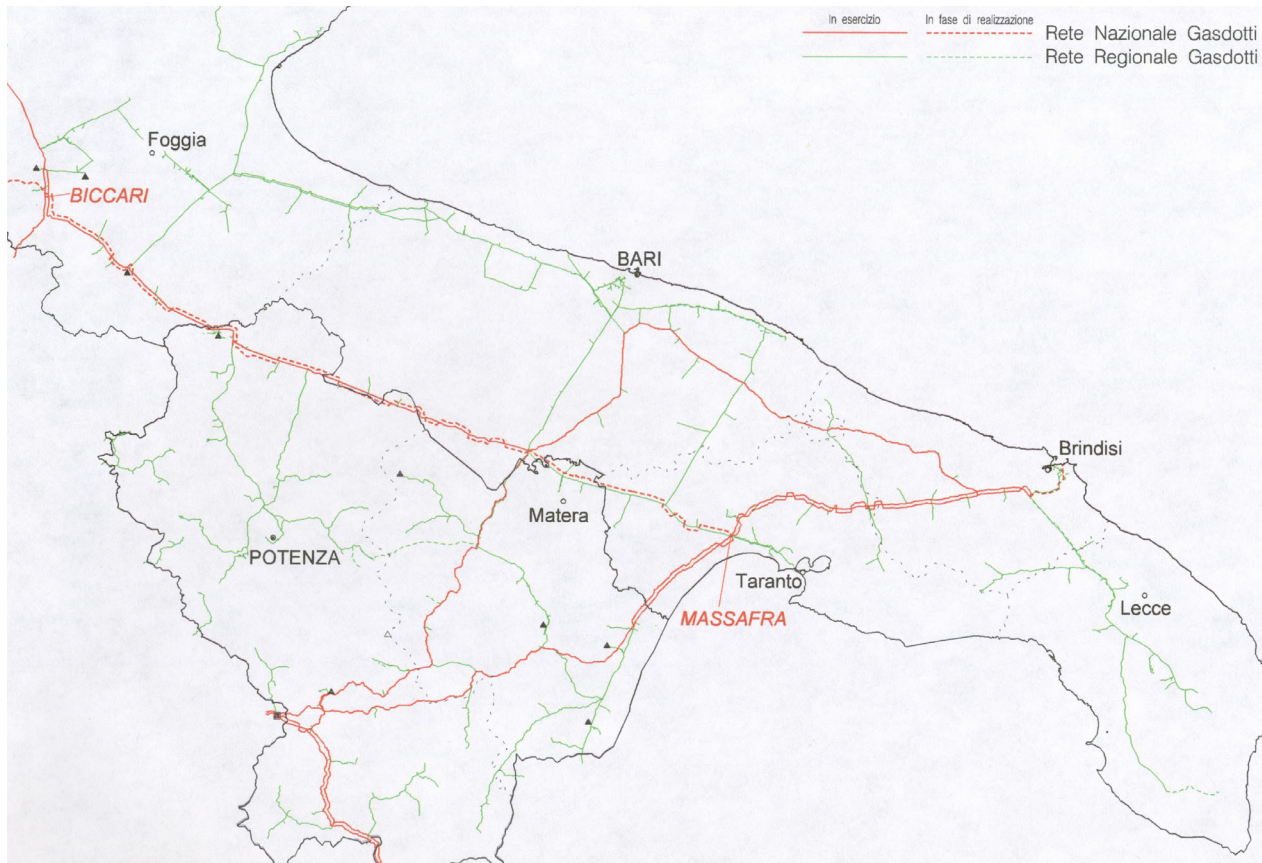 In esercizio In fase di realizzazione
Rete Nazionale Gasdotti
Rete Regionale Gasdotti
Foggia
BICCARI
BARI
Brindisi
Matera
POTENZA
Taranto
Lecce
MASSAFRA